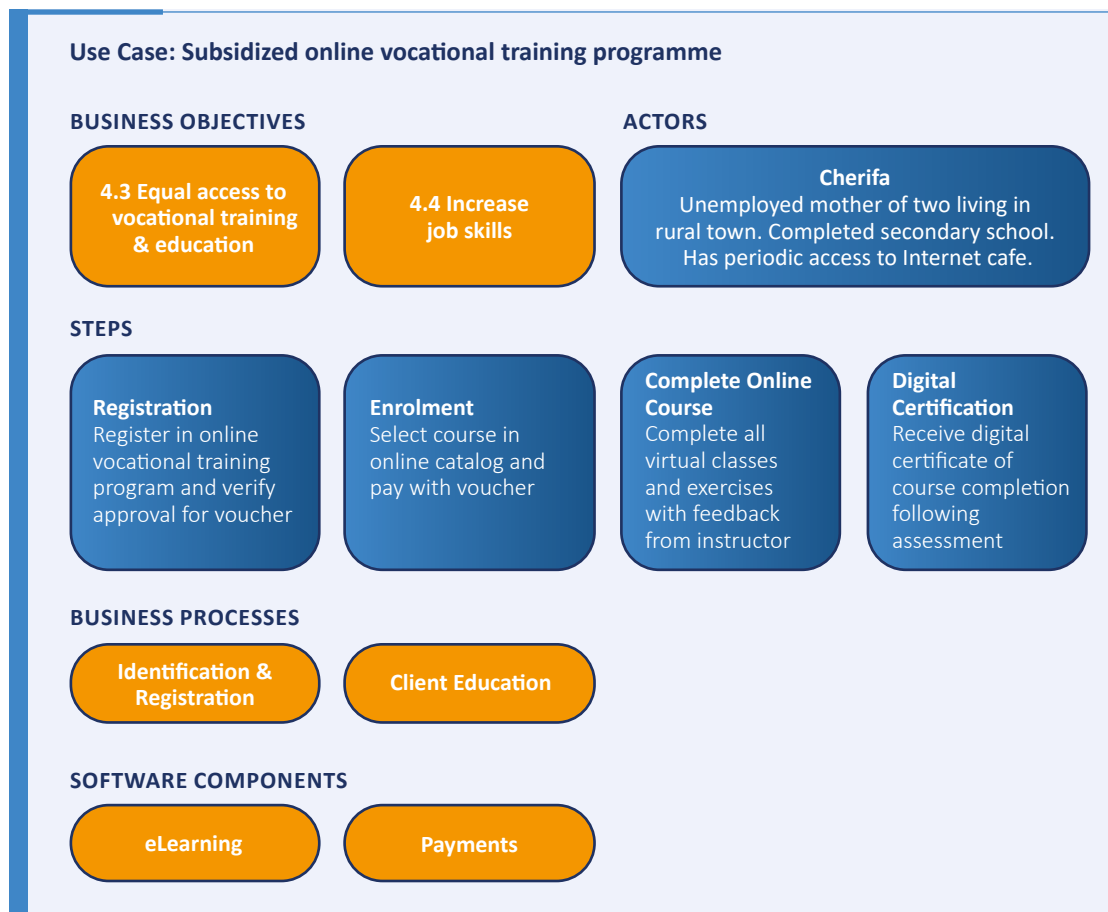 Use Case: Subsidized online vocational training programme
BUSINESS OBJECTIVES
4.3 Equal access to
vocational training
& education
4.4 Increase
job skills
ACTORS
Cherifa
Unemployed mother of two living in
rural town. Completed secondary school.
Has periodic access to Internet cafe.
STEPS
Registration
Register in online
vocational training
program and verify
approval for voucher
Enrolment
Select course in
online catalog and
pay with voucher
Complete Online
Course
Complete all
virtual classes
and exercises
with feedback
from instructor
Digital
Certification
Receive digital
certificate of
course completion
following
assessment
BUSINESS PROCESSES
Identification &
Registration
Client Education
SOFTWARE COMPONENTS
eLearning
Payments